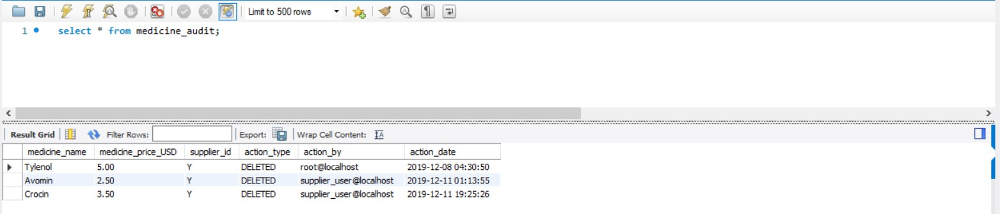 Limit to 500 rows
1 select * from medicine_audit;
Result Grid Filter Rows: Export: Wrap Cell Content:
medicine_name medicine_price_USD supplier_id action_type action_by action_date
Tylenol 5.00 Y DELETED root@localhost 2019-12-08 04:30:50
Avomin 2.50 Y DELETED supplier_user@localhost 2019-12-11 01:13:55
Crocin 3.50 Y DELETED supplier_user@localhost 2019-12-11 19:25:26